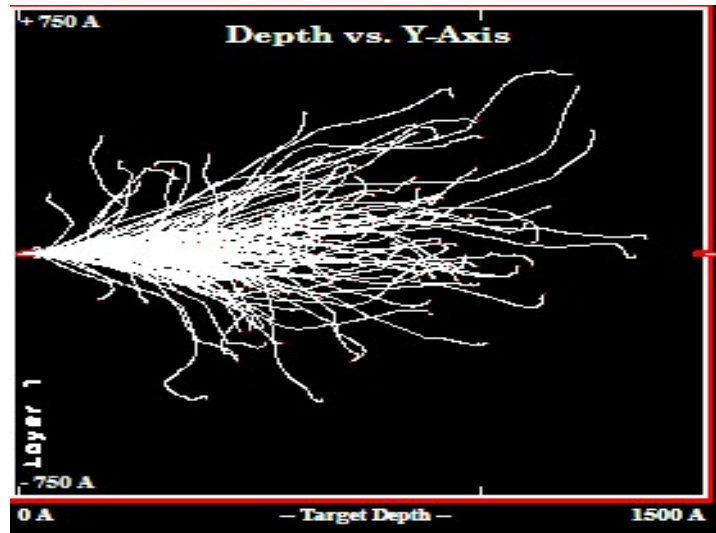 + 750 A
Depth vs. Y-Axis
Layer 1
- 750 A
0 A
-- Target Depth --
1500 A